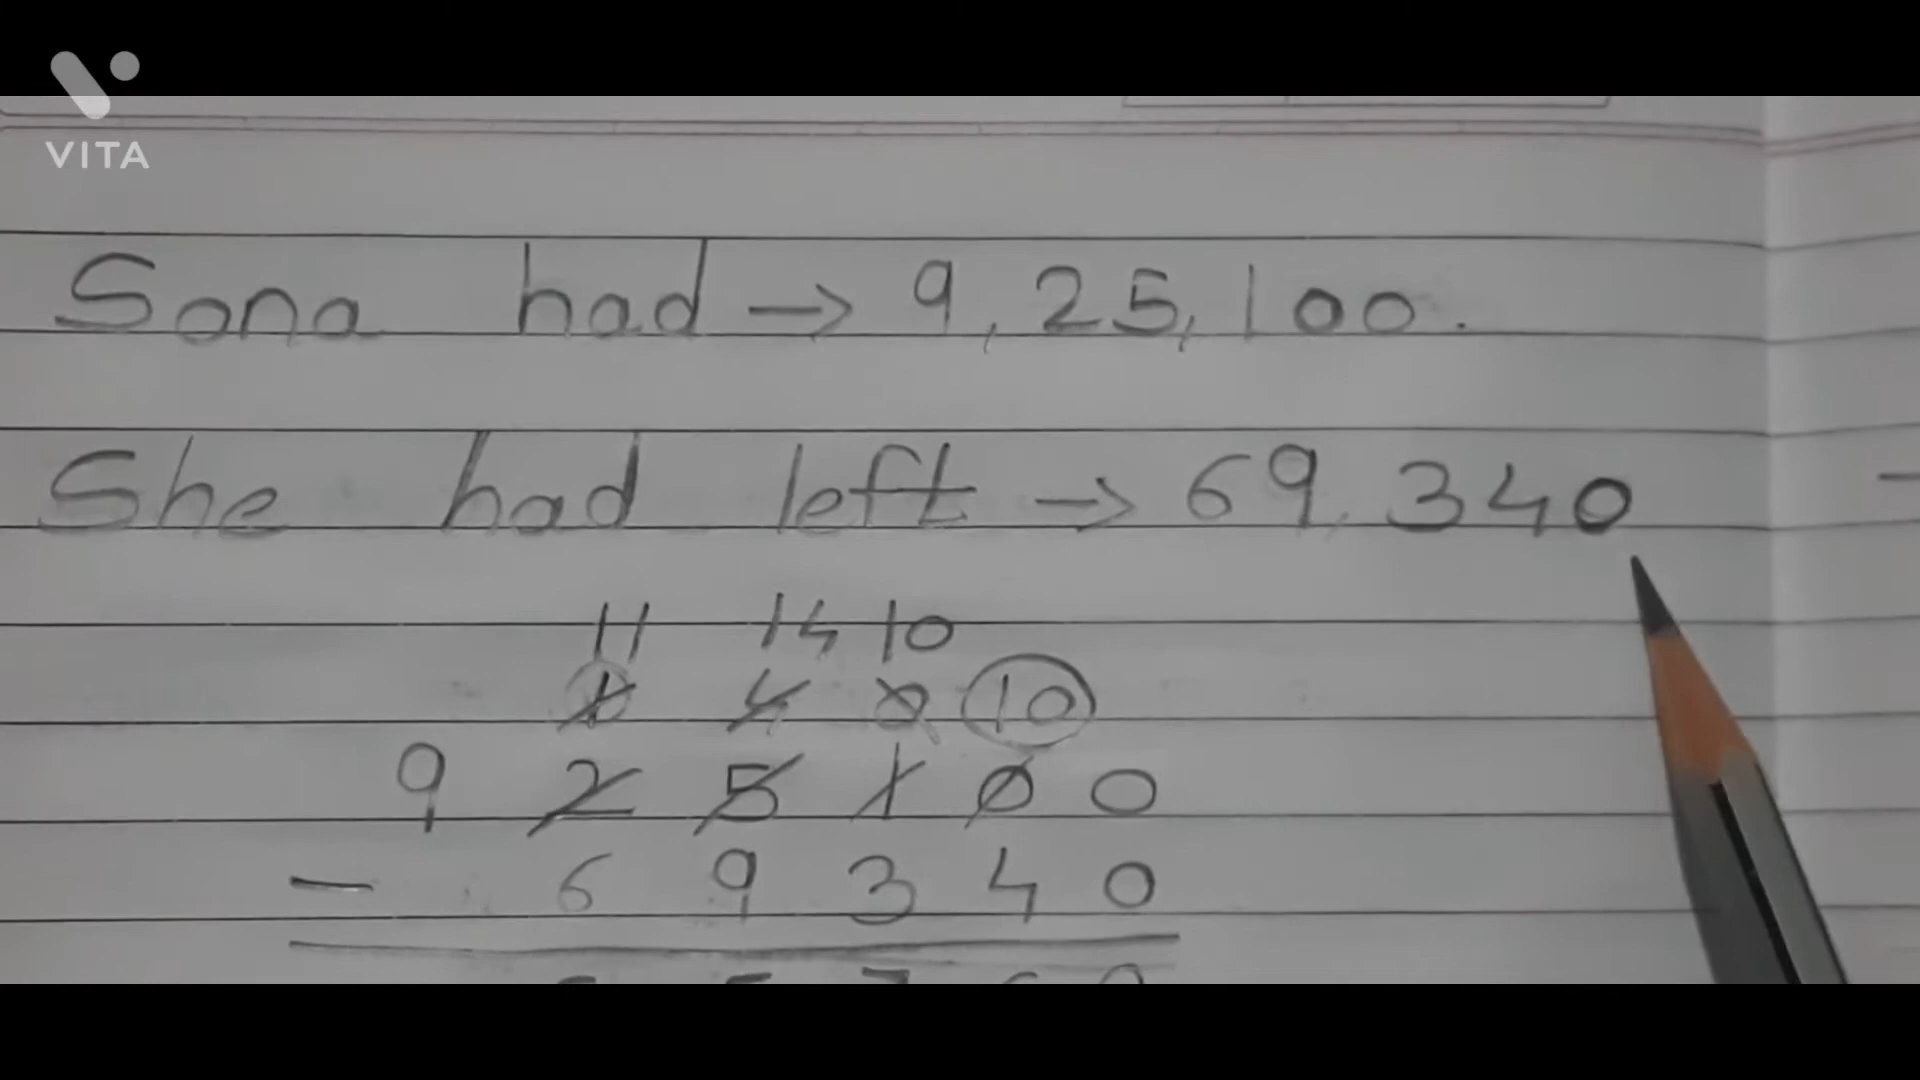 VITA
Sona had → 9,25,100.
She had left → 69,340
11 14 10
1 4 0 10
9 2 5 1 0 0
- 6 9 3 4 0